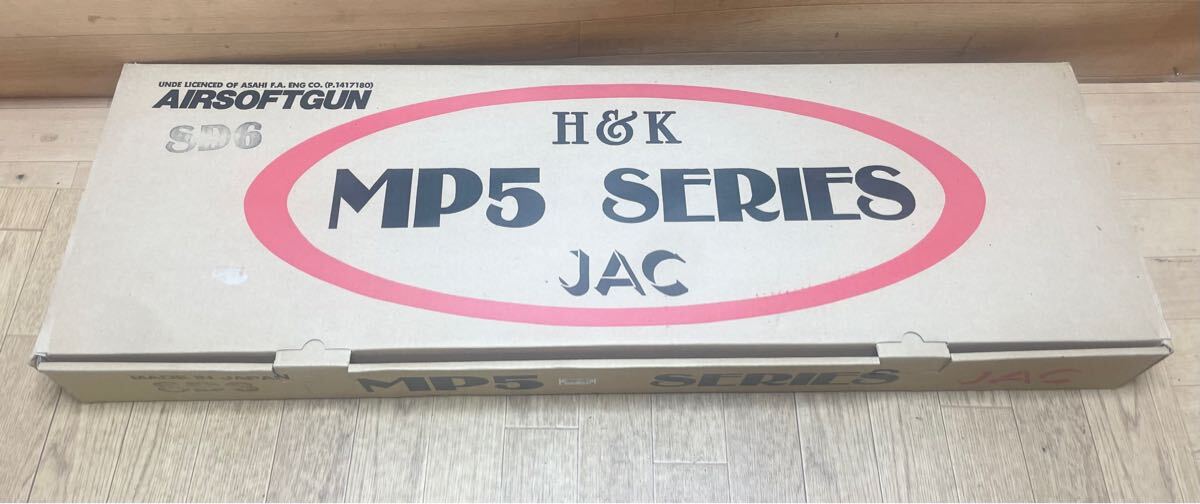 UNDE LICENCED OF ASAHI F.A. ENG CO. (P.1417180)
AIRSOFTGUN
SD6
H&K
MP5 SERIES
JAC
MADE IN JAPAN
MP5 SERIES JAC